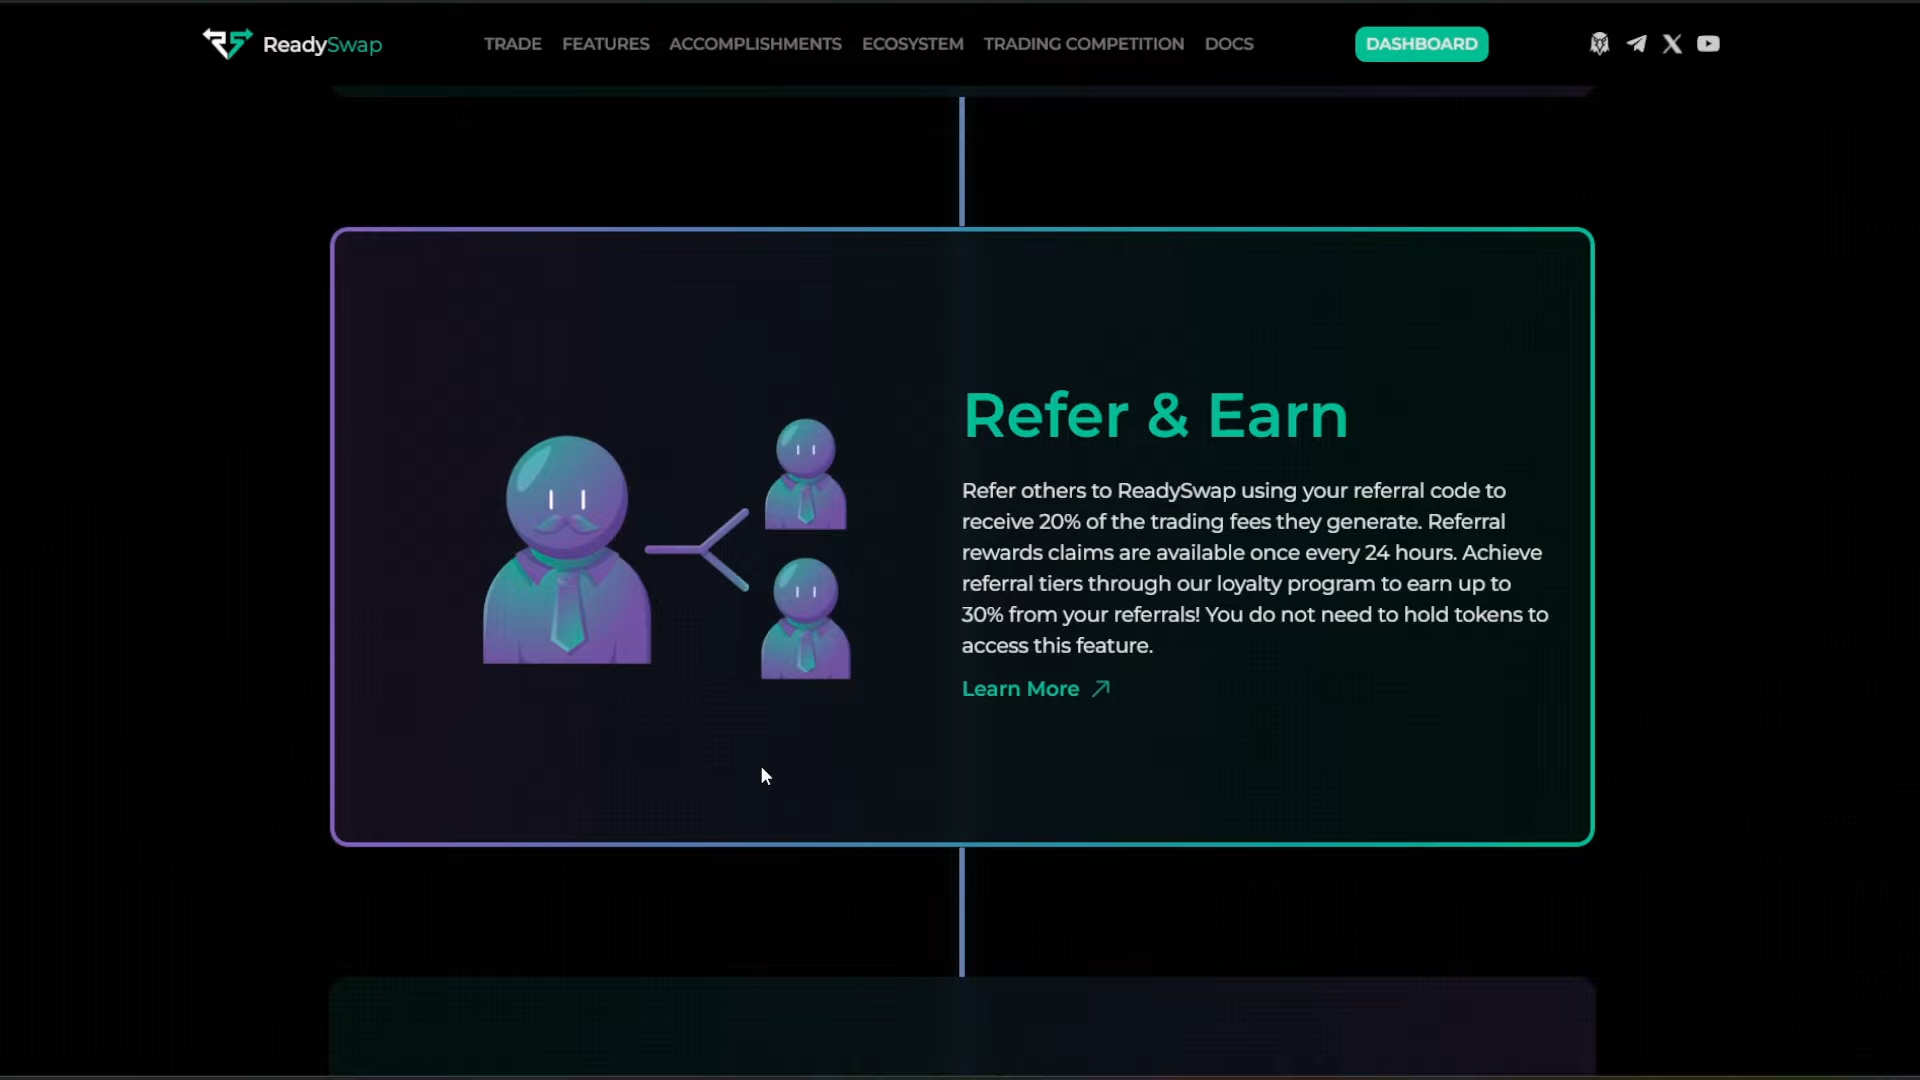 ReadySwap
TRADE FEATURES ACCOMPLISHMENTS ECOSYSTEM TRADING COMPETITION DOCS DASHBOARD
Refer & Earn
Refer others to ReadySwap using your referral code to
receive 20% of the trading fees they generate. Referral
rewards claims are available once every 24 hours. Achieve
referral tiers through our loyalty program to earn up to
30% from your referrals! You do not need to hold tokens to
access this feature.
Learn More